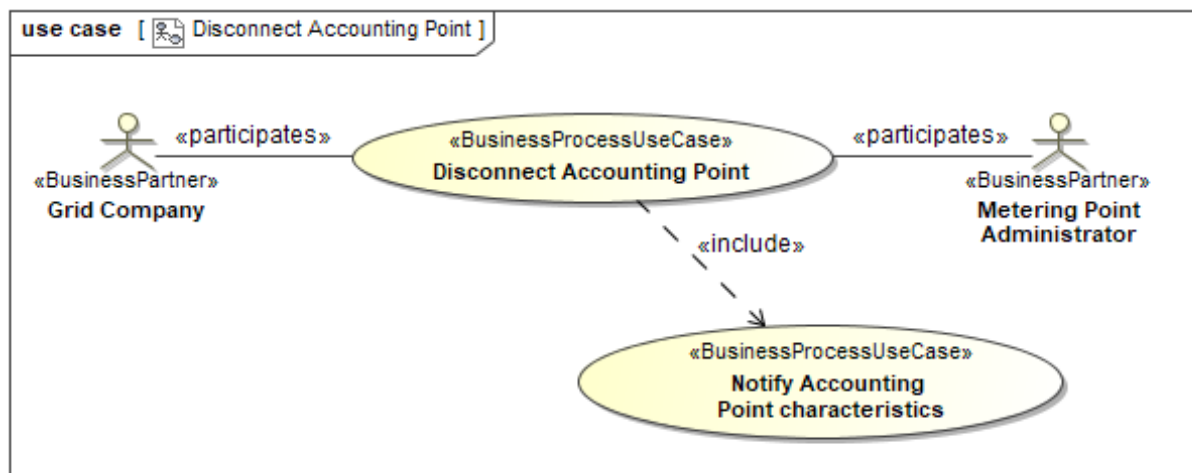 use case [ Disconnect Accounting Point ]
«participates»
«BusinessProcessUseCase»
Disconnect Accounting Point
«participates»
«BusinessPartner»
Grid Company
«BusinessPartner»
Metering Point
Administrator
«include»
«BusinessProcessUseCase»
Notify Accounting
Point characteristics